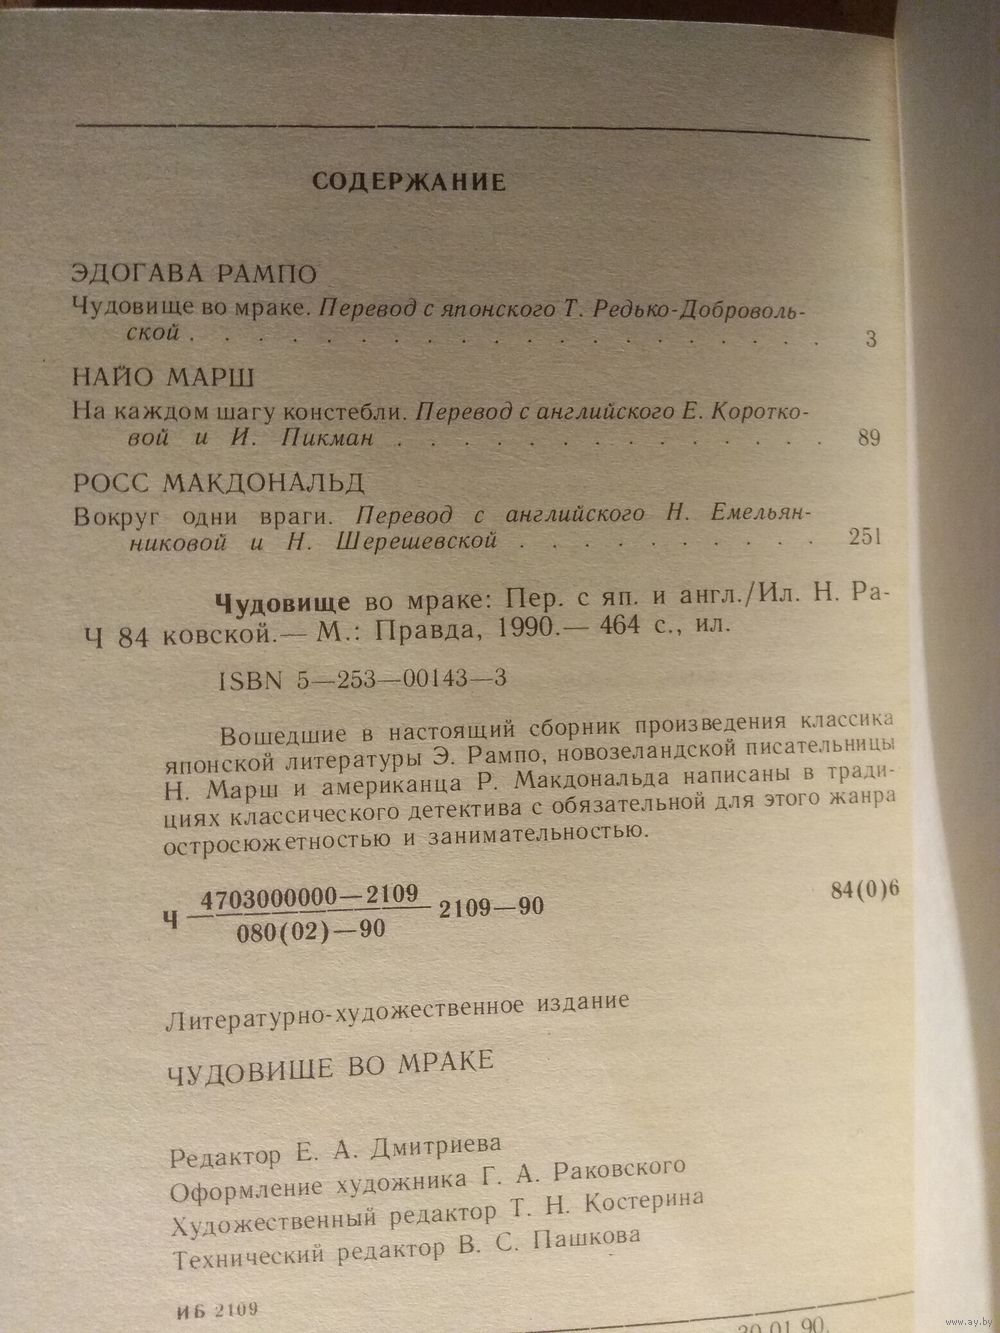 СОДЕРЖАНИЕ
ЭДОГАВА РАМПО
Чудовище во мраке. Перевод с японского Т. Редько-Доброволь-
ской . . . . . . . . . . . . . . . . . . . 3
НАЙО МАРШ
На каждом шагу констебли. Перевод с английского Е. Коротко-
вой и И. Пикман . . . . . . . . . . . . . . 89
РОСС МАКДОНАЛЬД
Вокруг одни враги. Перевод с английского Н. Емельян-
никовой и Н. Шерешевской . . . . . . . . . . 251
Чудовище во мраке: Пер. с яп. и англ./Ил. Н. Ра-
Ч 84 ковской.— М.: Правда, 1990.— 464 с., ил.
ISBN 5—253—00143—3
Вошедшие в настоящий сборник произведения классика
японской литературы Э. Рампо, новозеландской писательницы
Н. Марш и американца Р. Макдональда написаны в тради-
циях классического детектива с обязательной для этого жанра
остросюжетностью и занимательностью.
4703000000—2109
Ч 2109—90 84(0)6
080(02)—90
Литературно-художественное издание
ЧУДОВИЩЕ ВО МРАКЕ
Редактор Е. А. Дмитриева
Оформление художника Г. А. Раковского
Художественный редактор Т. Н. Костерина
Технический редактор В. С. Пашкова
ИБ 2109
30.01.90.
www.ay.by